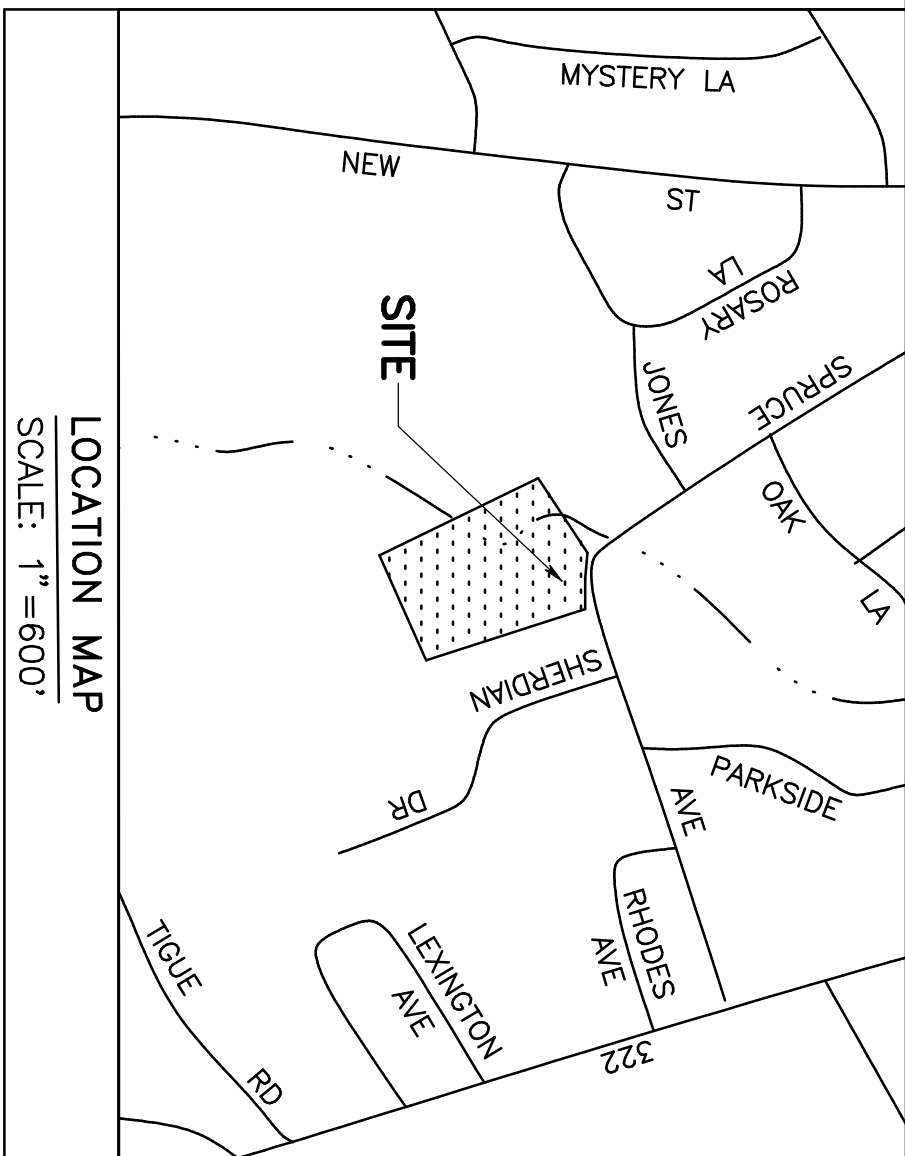 MYSTERY LA
NEW
ST
ROSARY
LA
SPRUCE
JONES
SITE
OAK
LA
SHERDIAN
DR
PARKSIDE
AVE
RHODES
AVE
LEXINGTON
AVE
322
TIGUE
RD
LOCATION MAP
SCALE: 1"=600'